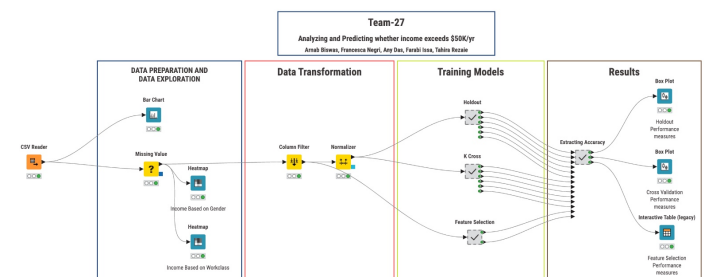 Team-27
Analyzing and Predicting whether income exceeds $50K/yr
Arnab Biswas, Francesca Negri, Any Das, Farabi Issa, Tahira Rezaie
DATA PREPARATION AND
DATA EXPLORATION
Data Transformation
Training Models
Results
Bar Chart
CSV Reader
Missing Value
Heatmap
Income Based on Gender
Heatmap
Income Based on Workclass
Column Filter
Normalizer
Holdout
K Cross
Feature Selection
Extracting Accuracy
Box Plot
Holdout
Performance
measures
Box Plot
Cross Validation
Performance
measures
Interactive Table (legacy)
Feature Selection
Performance
measures